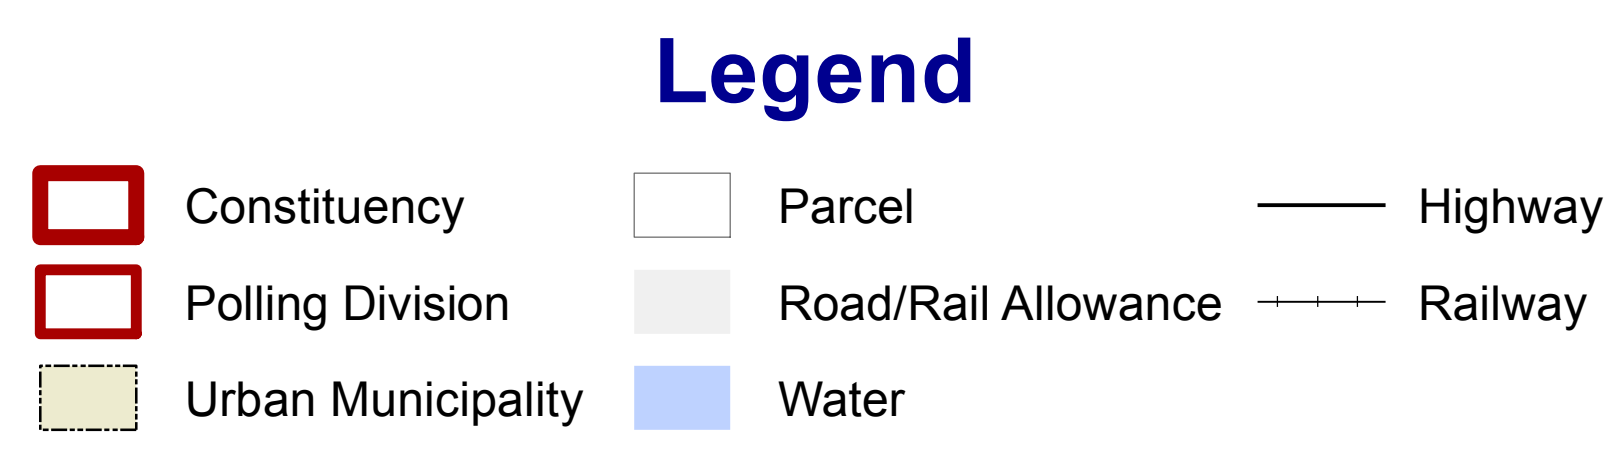 Legend
Constituency
Polling Division
Urban Municipality
Parcel
Road/Rail Allowance
Water
Highway
Railway